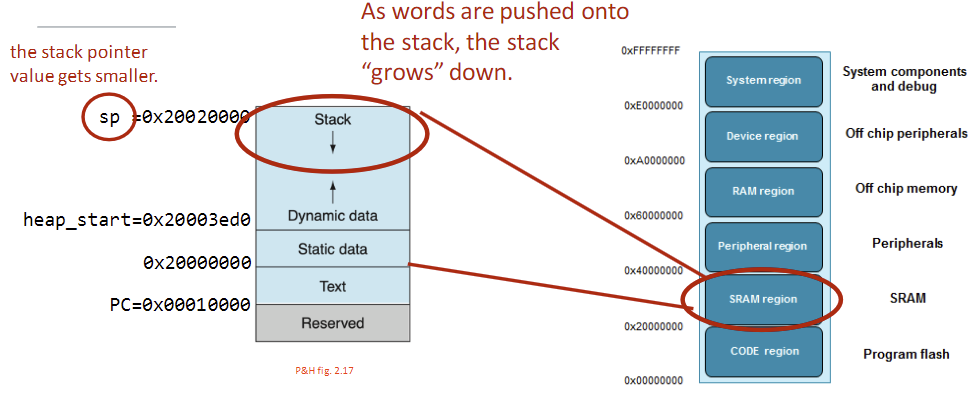 As words are pushed onto
the stack, the stack
“grows” down.
the stack pointer
value gets smaller.
sp =0x20020000
Stack
Dynamic data
heap_start=0x20003ed0
Static data
0x20000000
Text
PC=0x00010000
Reserved
P&H fig. 2.17
0xFFFFFFFF
System region
System components
and debug
0xE0000000
Device region
Off chip peripherals
0xA0000000
RAM region
Off chip memory
0x60000000
Peripheral region
Peripherals
0x40000000
SRAM region
SRAM
0x20000000
CODE region
Program flash
0x00000000